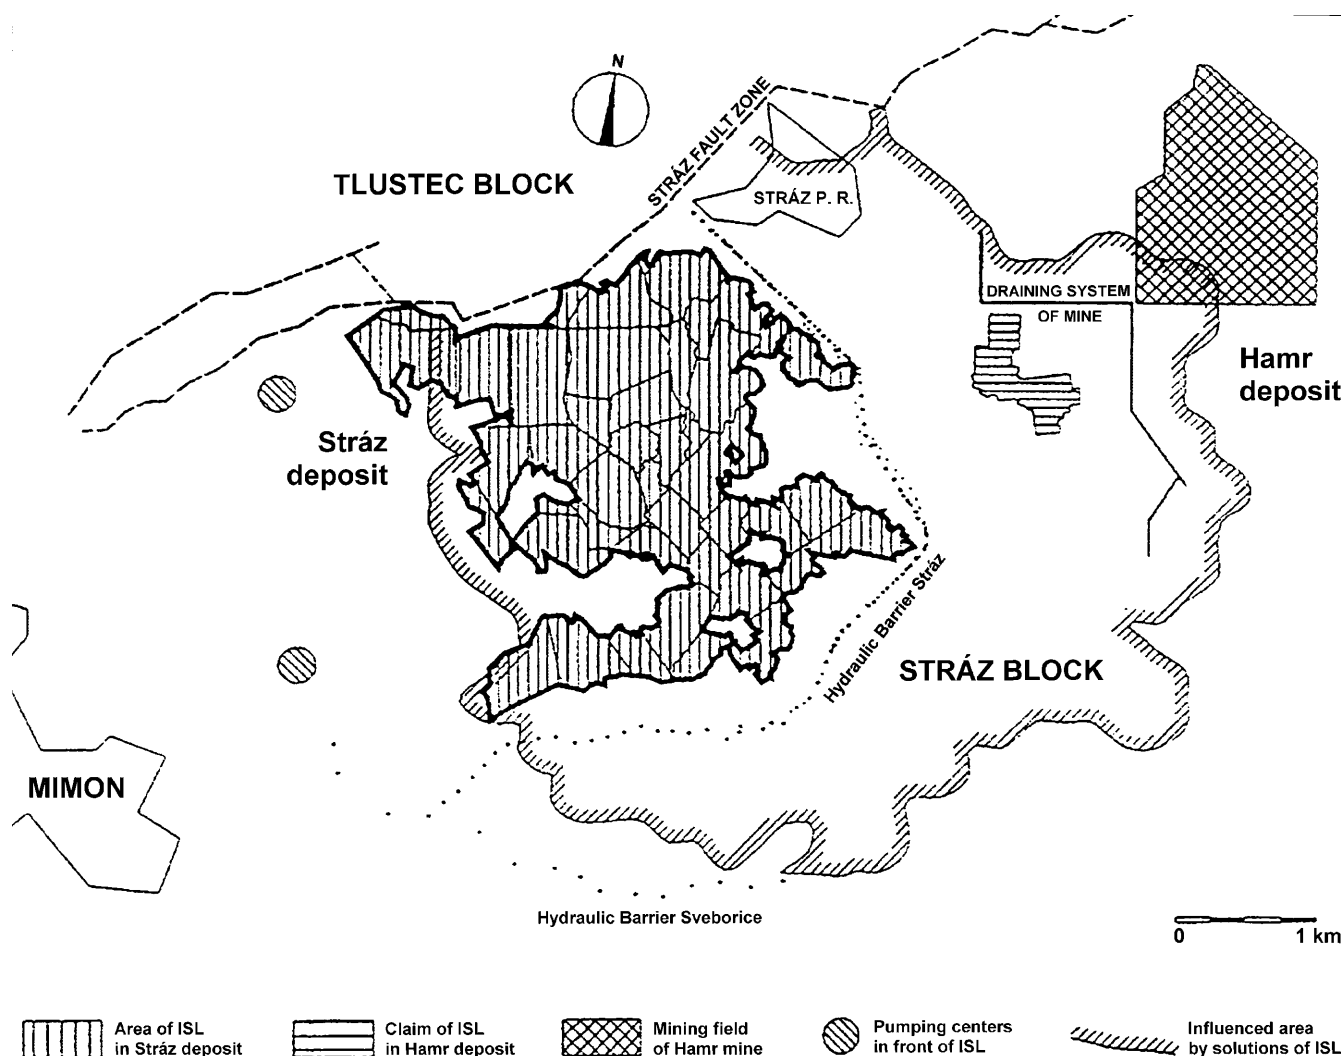 N
STRÁZ FAULT ZONE
TLUSTEC BLOCK
STRÁZ P. R.
DRAINING SYSTEM
OF MINE
Hamr
deposit
Stráz
deposit
Hydraulic Barrier Stráz
STRÁZ BLOCK
MIMON
Hydraulic Barrier Sveborice
0 1 km
Area of ISL
in Stráz deposit
Claim of ISL
in Hamr deposit
Mining field
of Hamr mine
Pumping centers
in front of ISL
Influenced area
by solutions of ISL